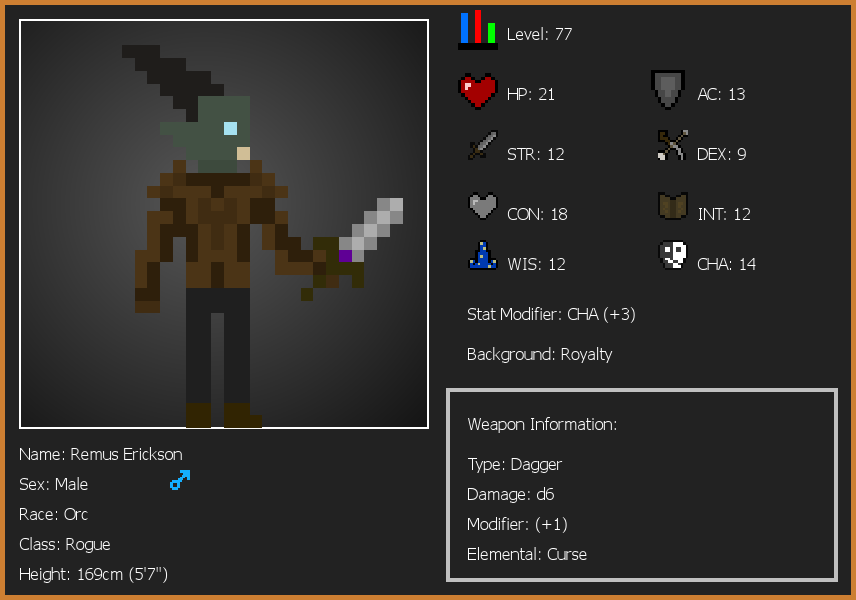 Level: 77
HP: 21
AC: 13
STR: 12
DEX: 9
CON: 18
INT: 12
WIS: 12
CHA: 14
Stat Modifier: CHA (+3)
Background: Royalty
Weapon Information:
Type: Dagger
Damage: d6
Modifier: (+1)
Elemental: Curse
Name: Remus Erickson
Sex: Male
Race: Orc
Class: Rogue
Height: 169cm (5'7")